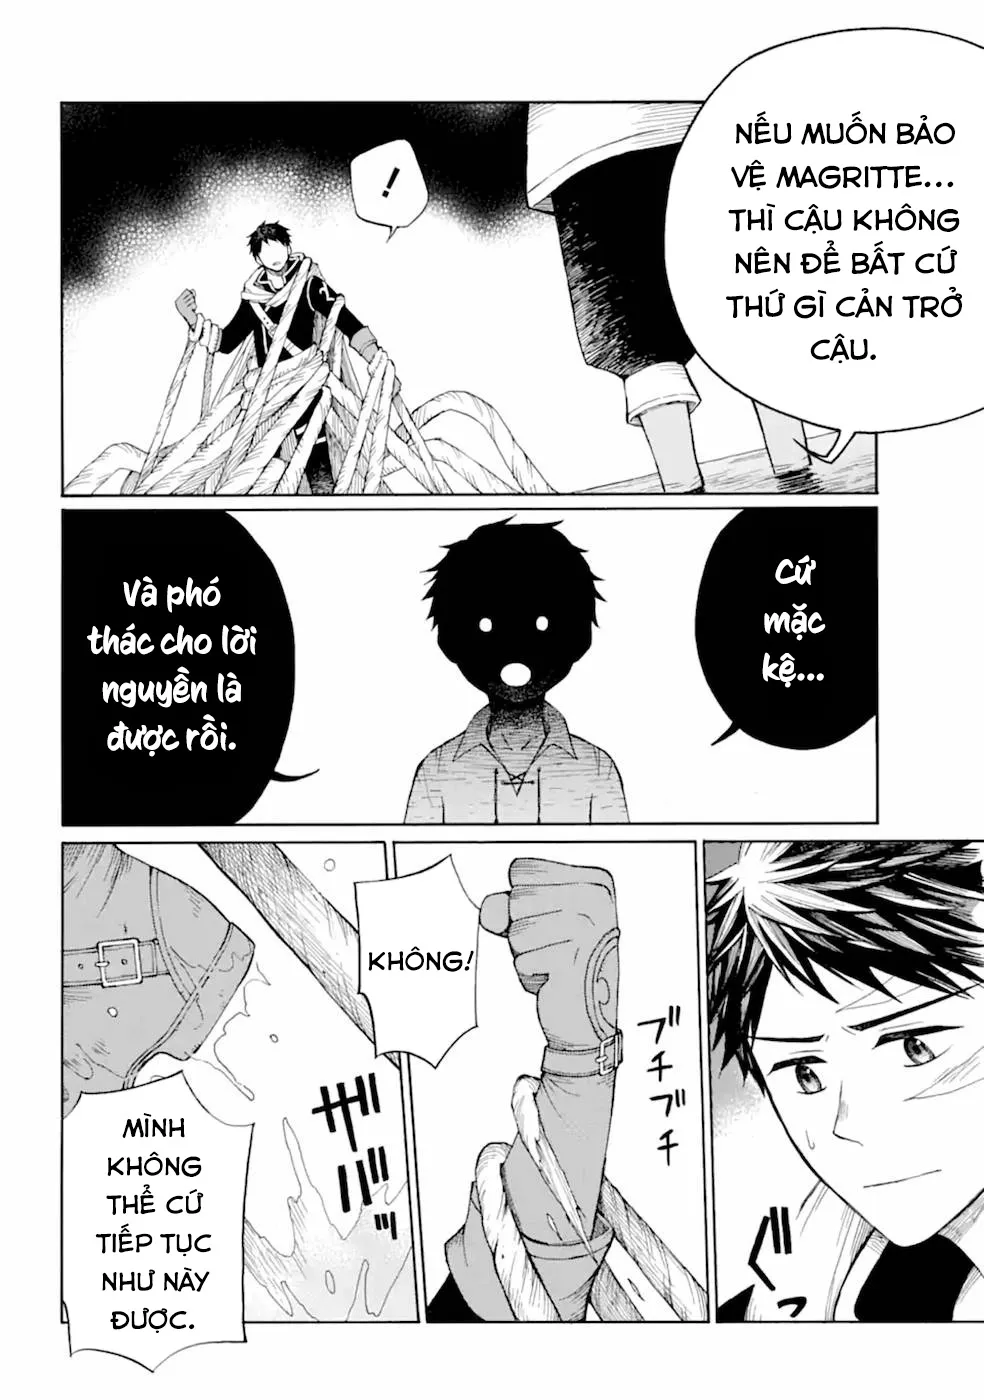 NẾU MUỐN BẢO
VỆ MAGRITTE...
THÌ CẬU KHÔNG
NÊN ĐỂ BẤT CỨ
THỨ GÌ CẢN TRỞ
CẬU.
!
Cứ
mặc
kệ...
Và phó
thác cho lời
nguyền là
được rồi.
ぐっ
KHÔNG!
ブチブチ
ザバッ
MÌNH
KHÔNG
THỂ CỨ
TIẾP TỤC
NHƯ NÀY
ĐƯỢC.